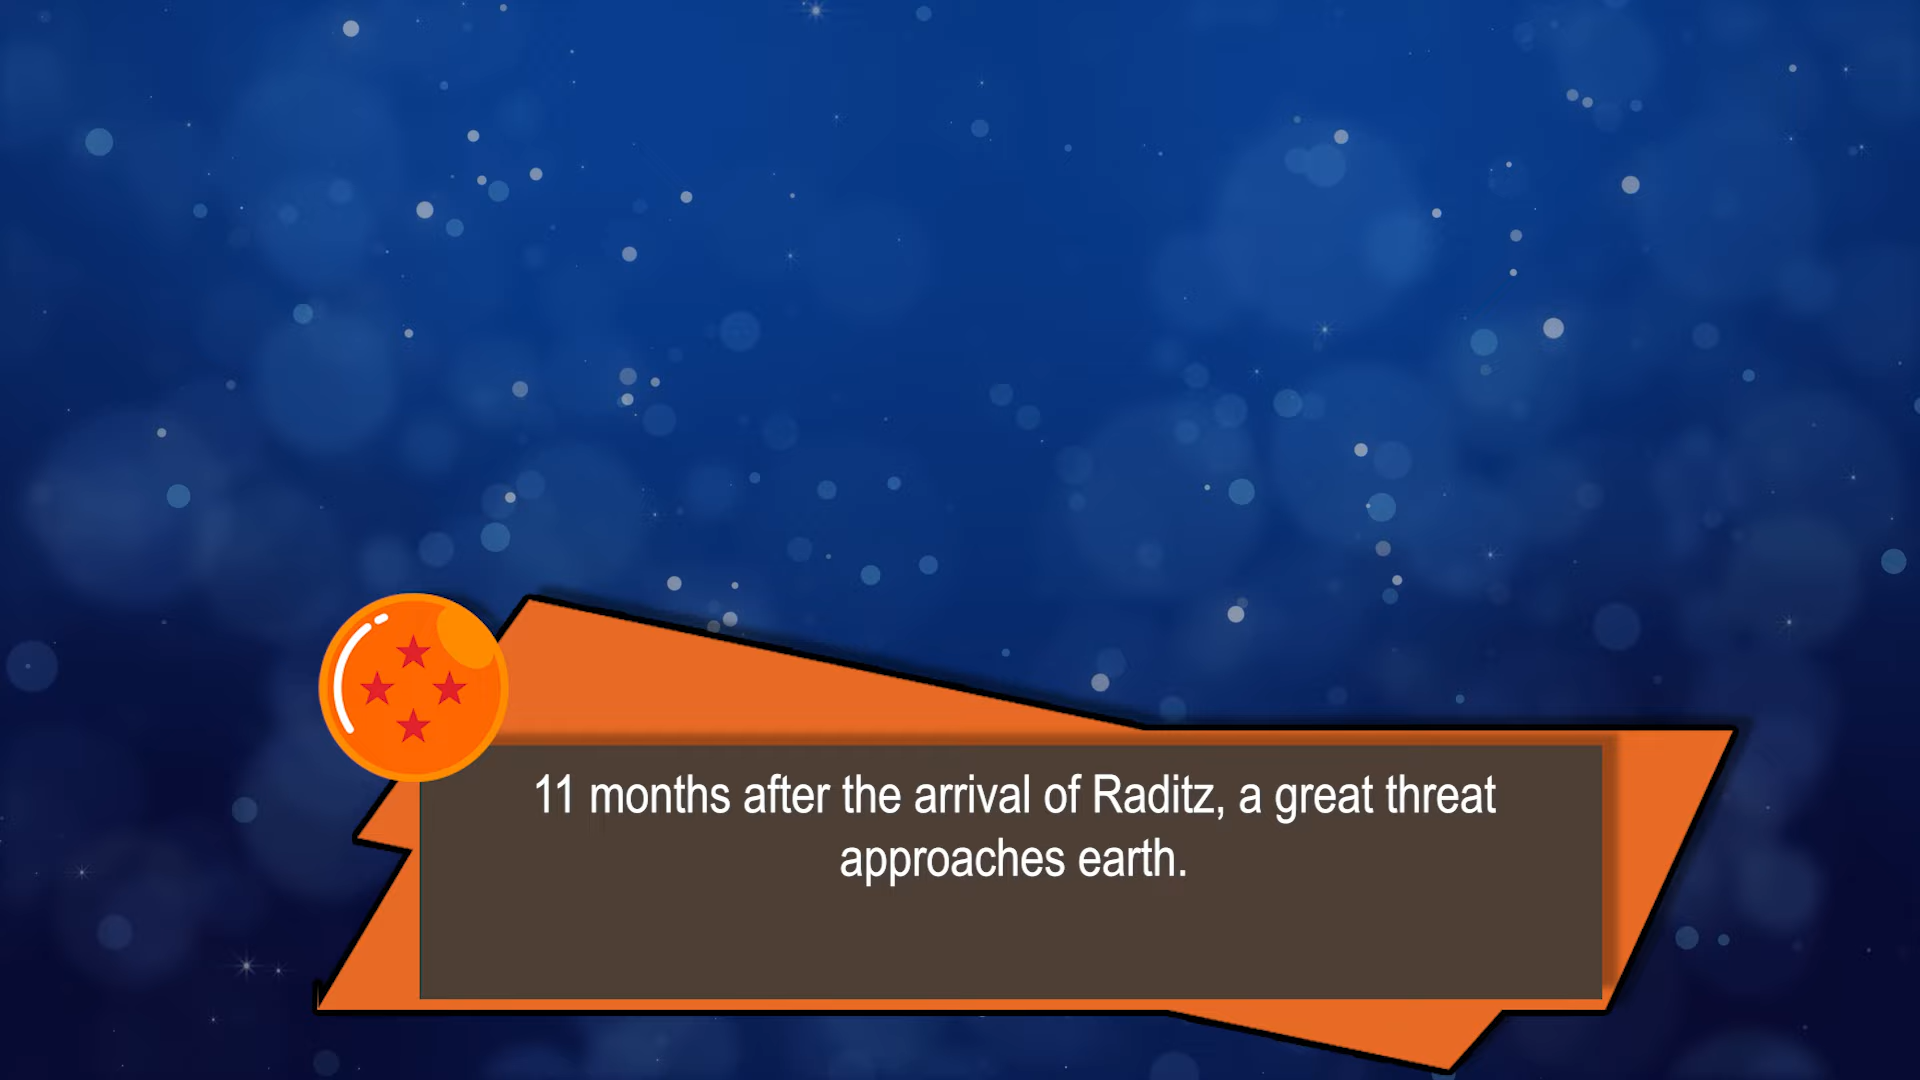 11 months after the arrival of Raditz, a great threat
approaches earth.